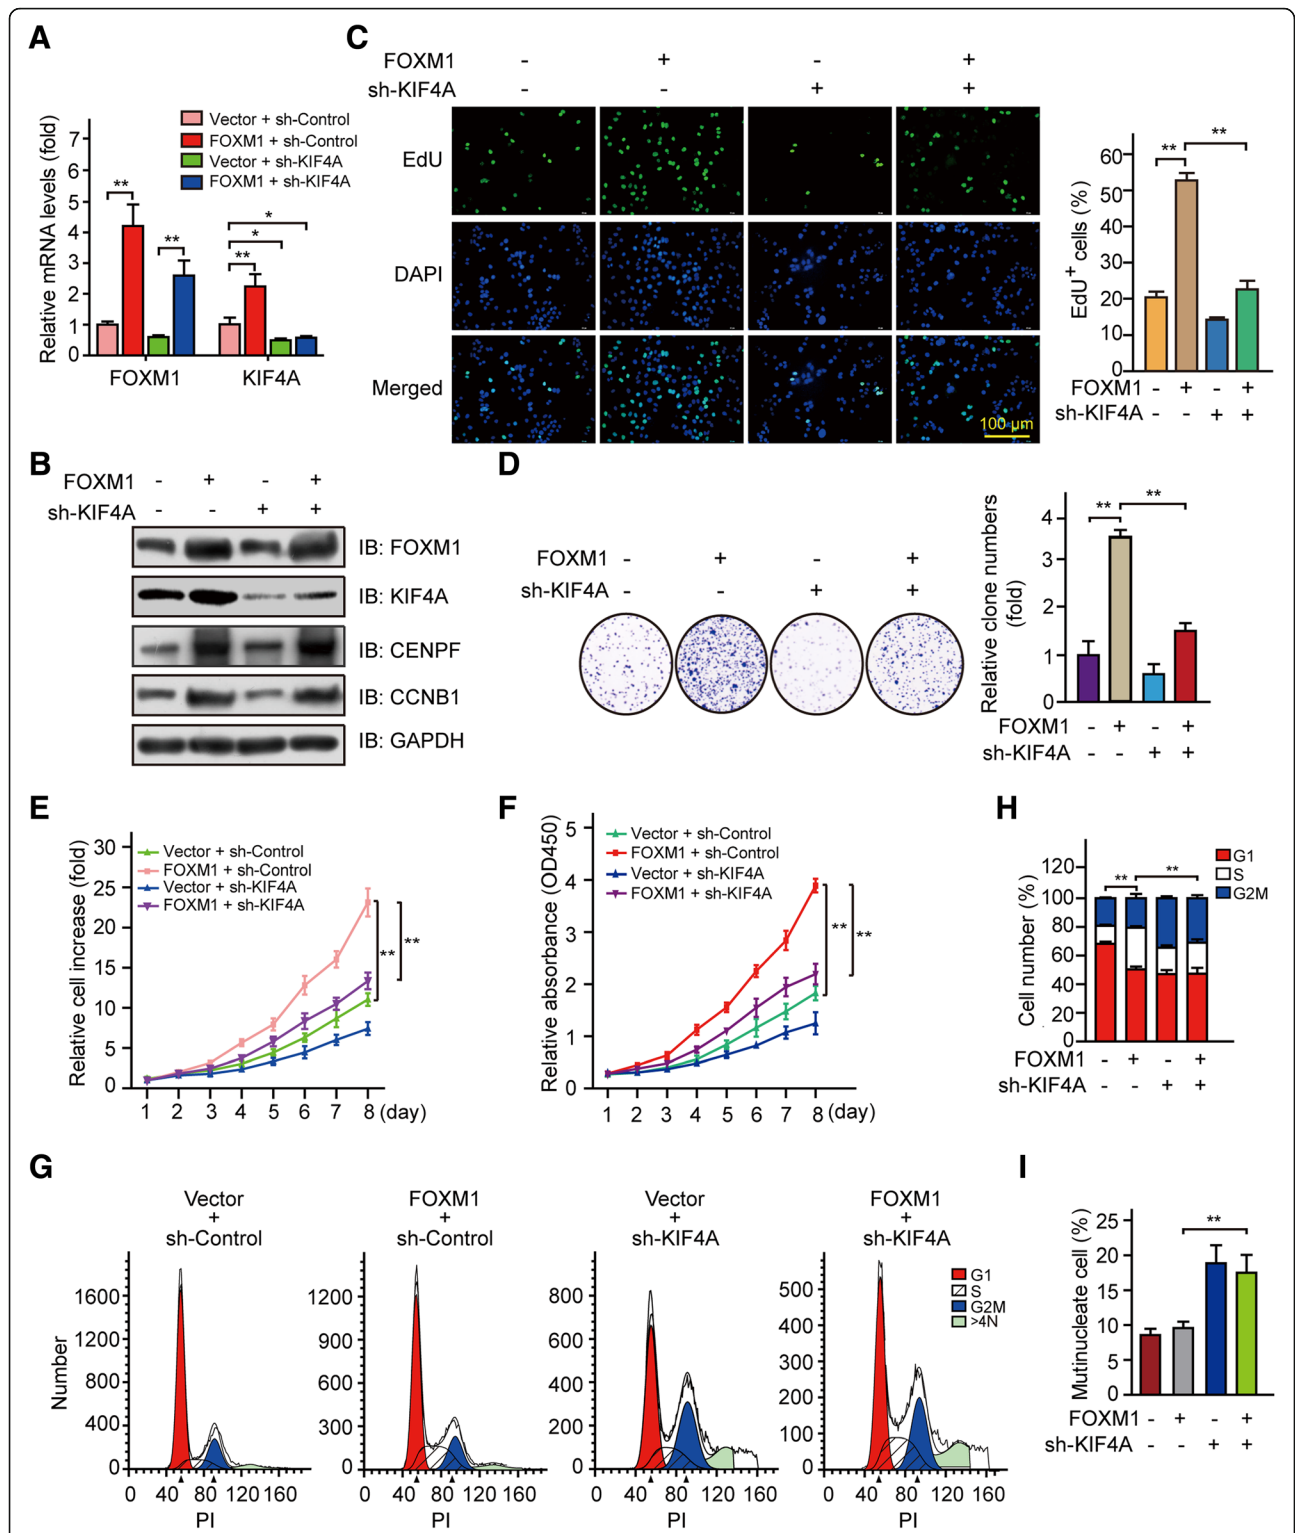 A
Vector + sh-Control
FOXM1 + sh-Control
Vector + sh-KIF4A
FOXM1 + sh-KIF4A
Relative mRNA levels (fold)
7
6
5
4
3
2
1
0
** ** ** * *
FOXM1 KIF4A
C
FOXM1 - + - +
sh-KIF4A - - + +
EdU
DAPI
Merged
100 µm
EdU+ cells (%)
60
50
40
30
20
10
0
** **
FOXM1 - + - +
sh-KIF4A - - + +
B
FOXM1 - + - +
sh-KIF4A - - + +
IB: FOXM1
IB: KIF4A
IB: CENPF
IB: CCNB1
IB: GAPDH
D
FOXM1 - + - +
sh-KIF4A - - + +
Relative clone numbers
(fold)
4
3
2
1
0
** **
FOXM1 - + - +
sh-KIF4A - - + +
E
Relative cell increase (fold)
30
25
20
15
10
5
0
Vector + sh-Control
FOXM1 + sh-Control
Vector + sh-KIF4A
FOXM1 + sh-KIF4A
** **
1 2 3 4 5 6 7 8 (day)
F
Relative absorbance (OD450)
5
4
3
2
1
0
Vector + sh-Control
FOXM1 + sh-Control
Vector + sh-KIF4A
FOXM1 + sh-KIF4A
** **
1 2 3 4 5 6 7 8 (day)
H
Cell number (%)
120
100
80
60
40
20
0
** **
G1
S
G2M
FOXM1 - + - +
sh-KIF4A - - + +
G
Vector
+
sh-Control
Number
1600
1200
800
400
0
0 40 80 120 160
PI
FOXM1
+
sh-Control
1200
900
600
300
0
0 40 80 120 160
PI
Vector
+
sh-KIF4A
800
600
400
200
0
0 40 80 120 160
PI
FOXM1
+
sh-KIF4A
500
400
300
200
100
0
0 40 80 120 160
PI
G1
S
G2M
>4N
I
Mutinucleate cell (%)
25
20
15
10
5
0
**
FOXM1 - + - +
sh-KIF4A - - + +